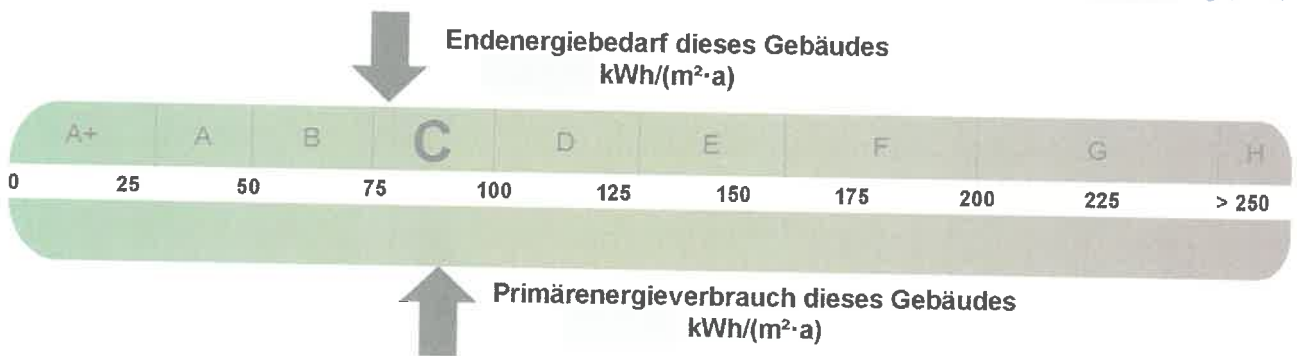 Endenergiebedarf dieses Gebäudes
kWh/(m²·a)
A+ A B C D E F G H
0 25 50 75 100 125 150 175 200 225 > 250
Primärenergieverbrauch dieses Gebäudes
kWh/(m²·a)